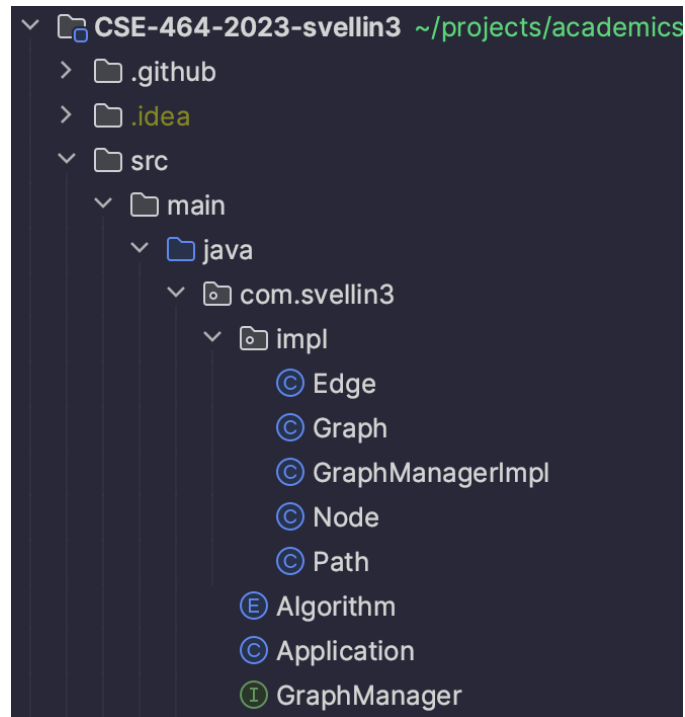 CSE-464-2023-svellin3 ~/projects/academics
.github
.idea
src
main
java
com.svellin3
impl
C Edge
C Graph
C GraphManagerImpl
C Node
C Path
E Algorithm
C Application
I GraphManager